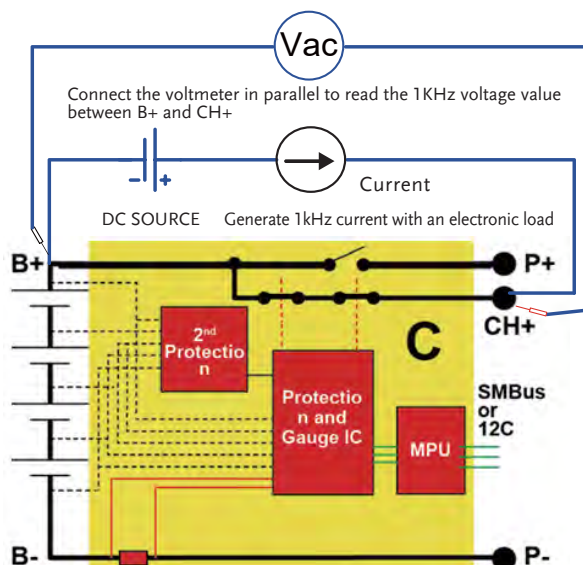 Vac
Connect the voltmeter in parallel to read the 1KHz voltage value
between B+ and CH+
- +
Current
DC SOURCE
Generate 1kHz current with an electronic load
B+
P+
CH+
C
2nd
Protectio
n
Protectio
n and
Gauge IC
MPU
SMBus
or
12C
B-
P-